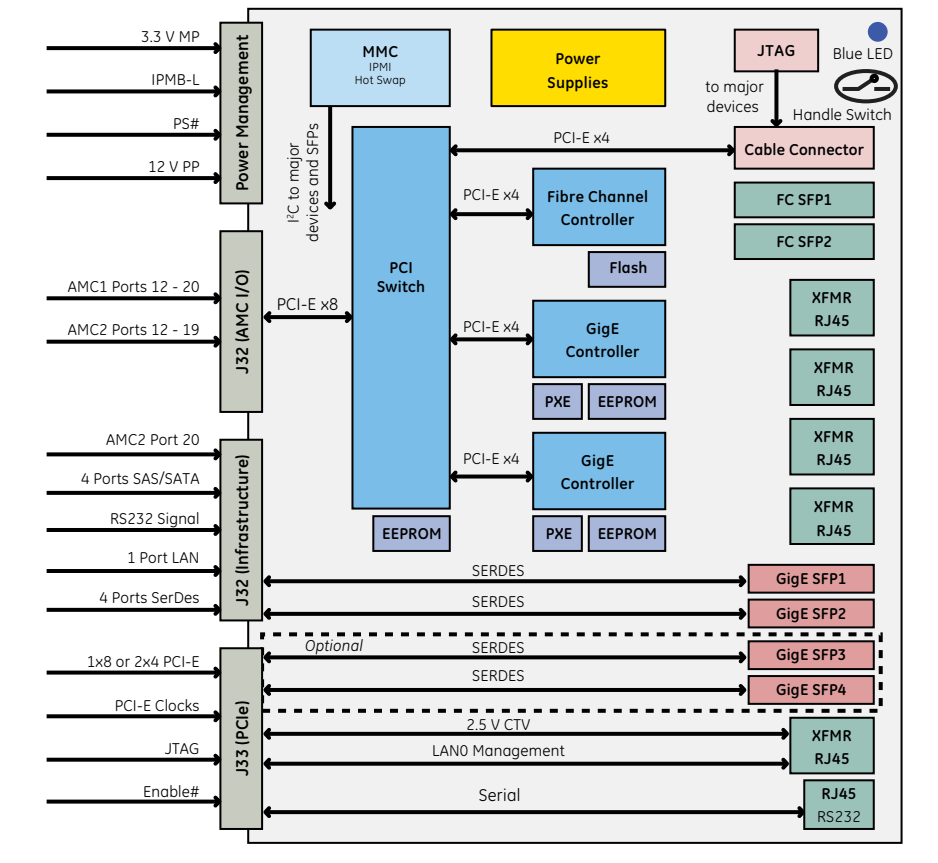 3.3 V MP
IPMB-L
PS#
12 V PP
Power Management
MMC
IPMI
Hot Swap
Power
Supplies
JTAG
Blue LED
to major
devices
Handle Switch
I²C to major
devices and SFPs
PCI-E x4
Cable Connector
PCI-E x4
Fibre Channel
Controller
FC SFP1
FC SFP2
Flash
AMC1 Ports 12 - 20
AMC2 Ports 12 - 19
J32 (AMC I/O)
PCI-E x8
PCI
Switch
PCI-E x4
GigE
Controller
PXE
EEPROM
XFMR
RJ45
XFMR
RJ45
XFMR
RJ45
XFMR
RJ45
AMC2 Port 20
4 Ports SAS/SATA
RS232 Signal
1 Port LAN
4 Ports SerDes
J32 (Infrastructure)
PCI-E x4
GigE
Controller
EEPROM
PXE
EEPROM
SERDES
GigE SFP1
SERDES
GigE SFP2
Optional
SERDES
GigE SFP3
SERDES
GigE SFP4
1x8 or 2x4 PCI-E
PCI-E Clocks
JTAG
Enable#
J33 (PCIe)
2.5 V CTV
LAN0 Management
XFMR
RJ45
Serial
RJ45
RS232